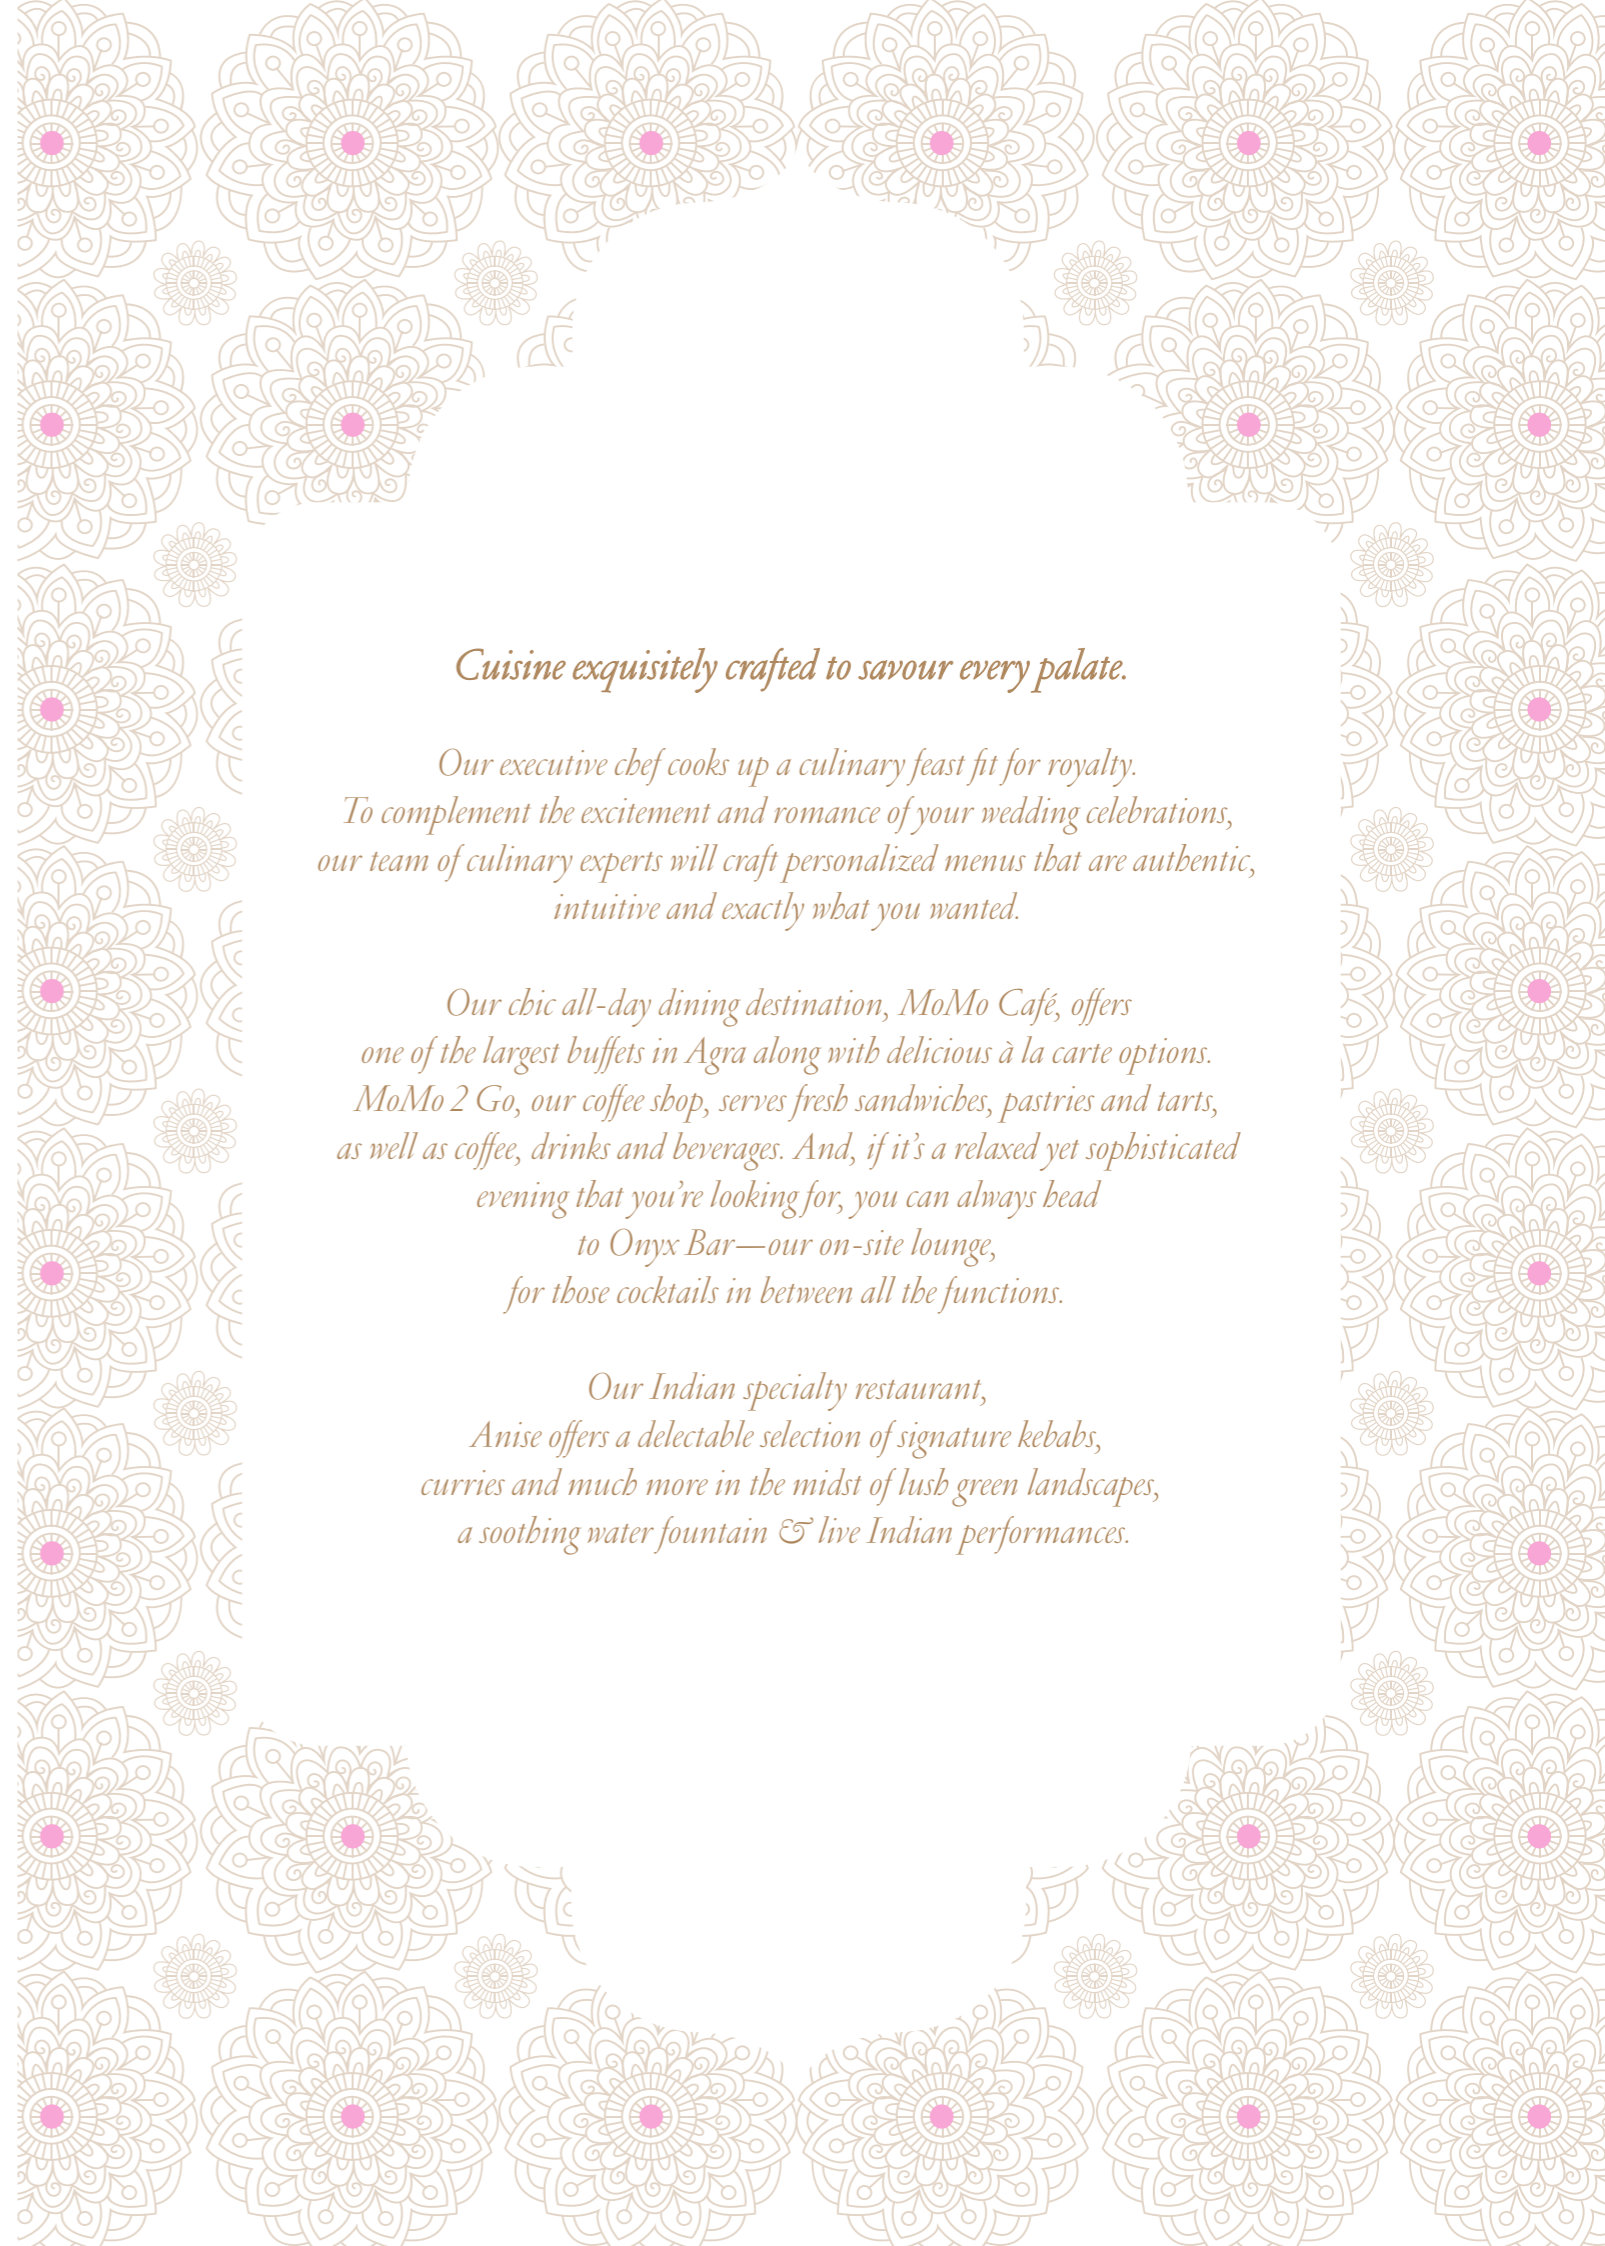 Cuisine exquisitely crafted to savour every palate.
Our executive chef cooks up a culinary feast fit for royalty.
To complement the excitement and romance of your wedding celebrations,
our team of culinary experts will craft personalized menus that are authentic,
intuitive and exactly what you wanted.
Our chic all-day dining destination, MoMo Café, offers
one of the largest buffets in Agra along with delicious à la carte options.
MoMo 2 Go, our coffee shop, serves fresh sandwiches, pastries and tarts,
as well as coffee, drinks and beverages. And, if it’s a relaxed yet sophisticated
evening that you’re looking for, you can always head
to Onyx Bar—our on-site lounge,
for those cocktails in between all the functions.
Our Indian specialty restaurant,
Anise offers a delectable selection of signature kebabs,
curries and much more in the midst of lush green landscapes,
a soothing water fountain & live Indian performances.